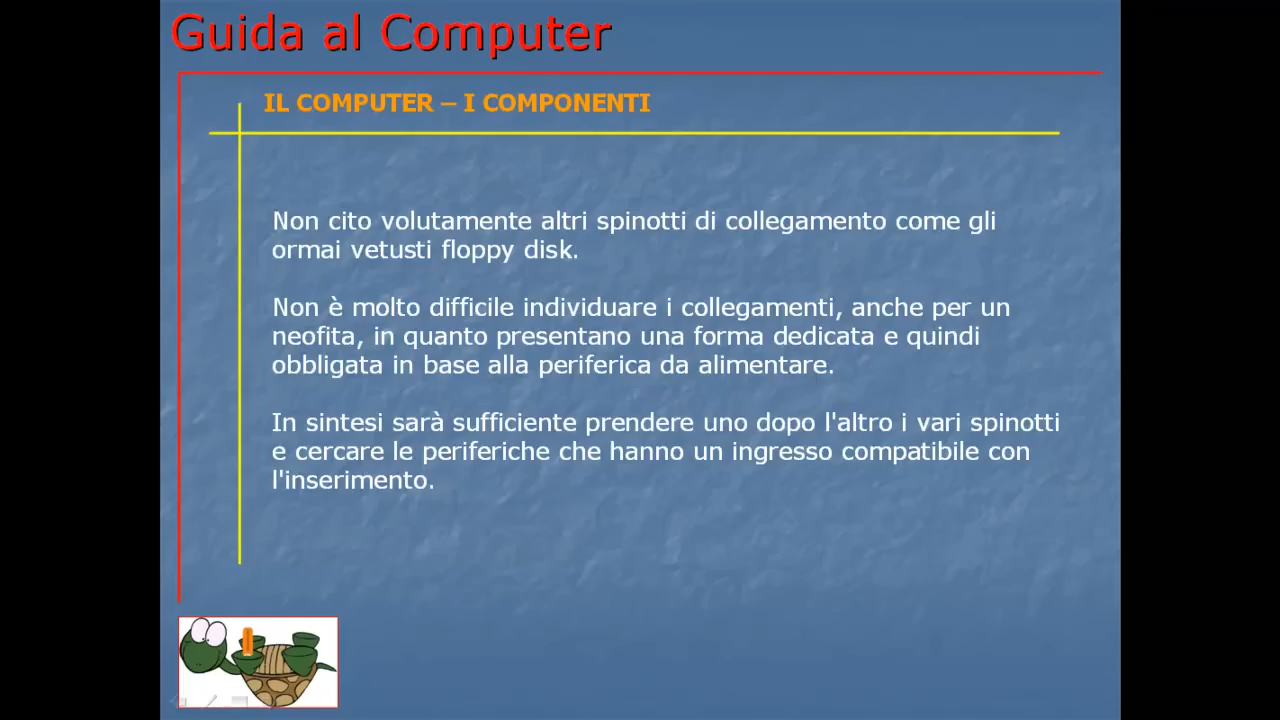 Guida al Computer
IL COMPUTER – I COMPONENTI
Non cito volutamente altri spinotti di collegamento come gli
ormai vetusti floppy disk.
Non è molto difficile individuare i collegamenti, anche per un
neofita, in quanto presentano una forma dedicata e quindi
obbligata in base alla periferica da alimentare.
In sintesi sarà sufficiente prendere uno dopo l'altro i vari spinotti
e cercare le periferiche che hanno un ingresso compatibile con
l'inserimento.